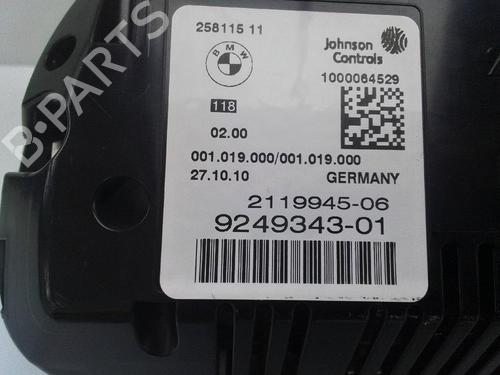 258115 11
BMW
Johnson
Controls
1000064529
118
02.00
001.019.000/001.019.000
27.10.10 GERMANY
2119945-06
9249343-01
B-PARTS